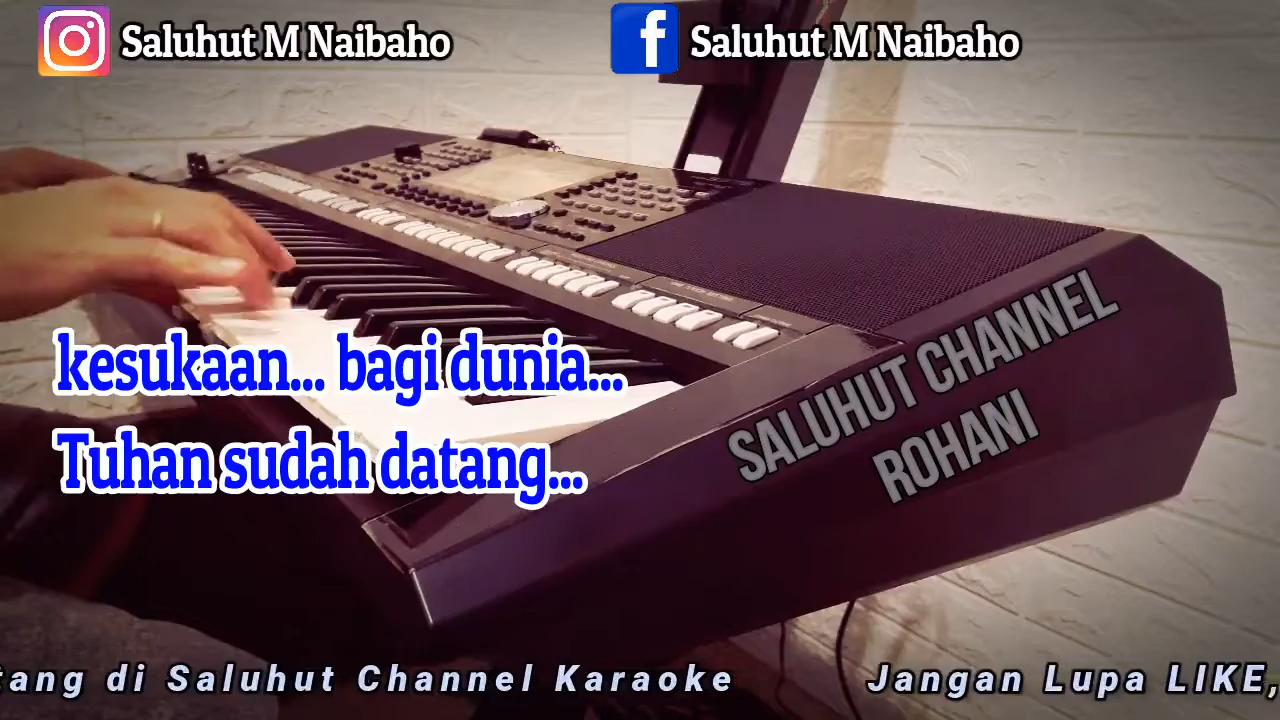 Saluhut M Naibaho
Saluhut M Naibaho
kesukaan... bagi dunia...
Tuhan sudah datang...
SALUHUT CHANNEL
ROHANI
tang di Saluhut Channel Karaoke
Jangan Lupa LIKE,